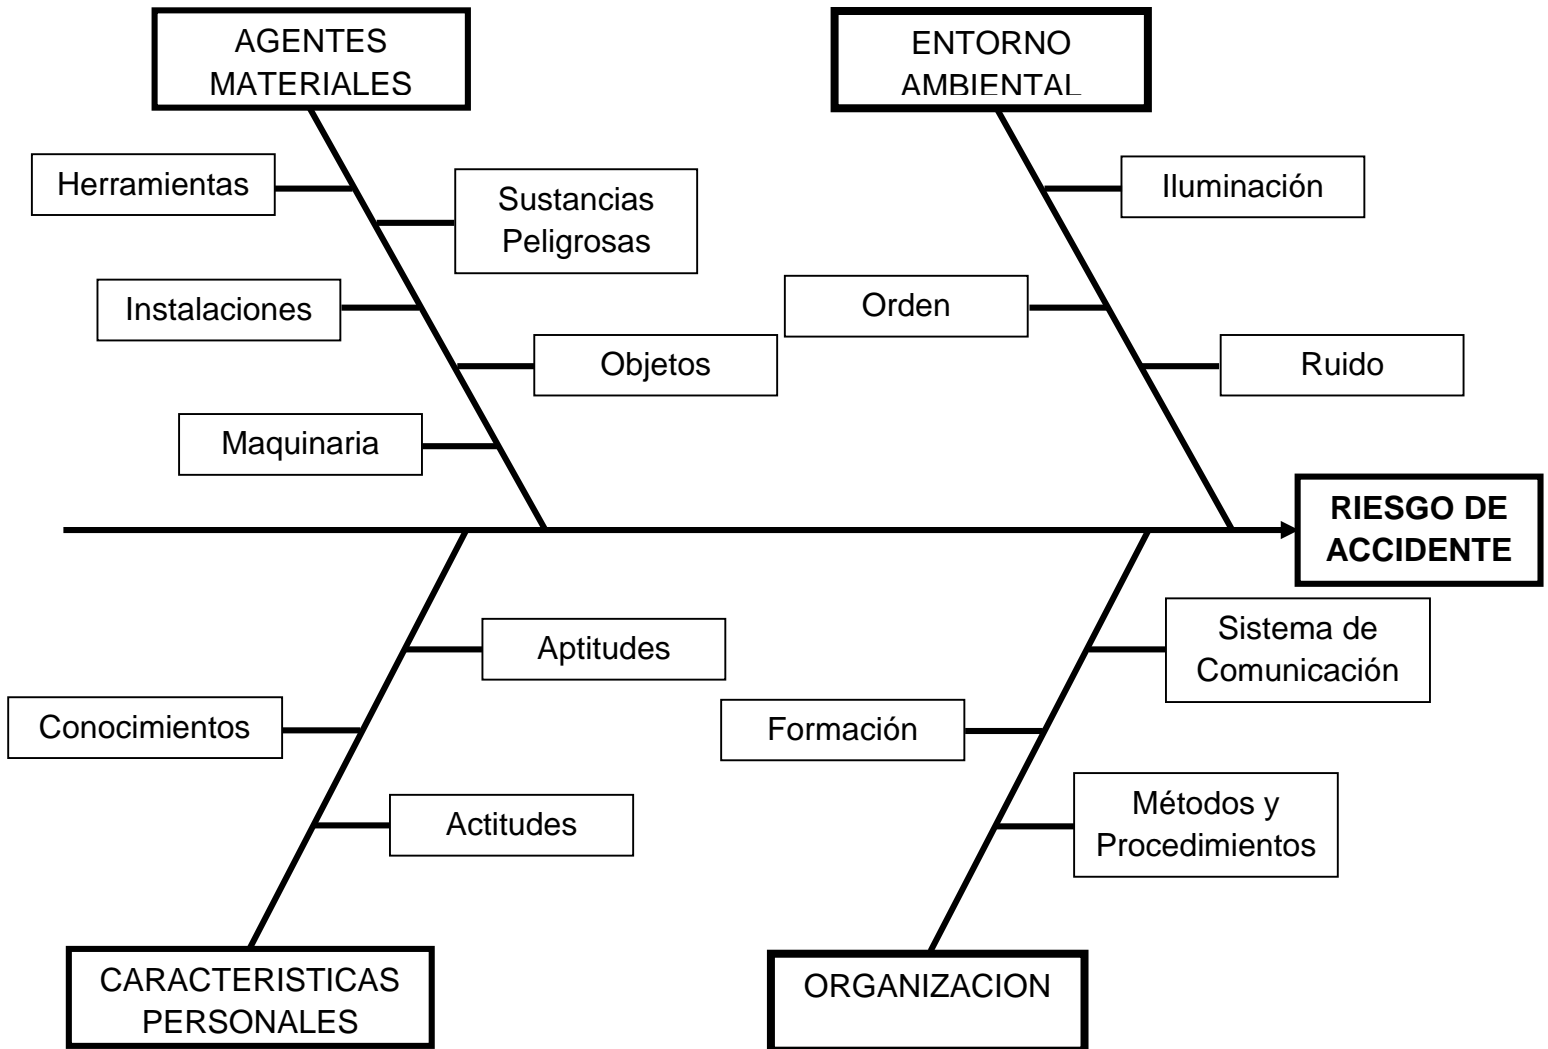 AGENTES
MATERIALES
ENTORNO
AMBIENTAL
Herramientas
Sustancias
Peligrosas
Iluminación
Instalaciones
Orden
Objetos
Ruido
Maquinaria
RIESGO DE
ACCIDENTE
Aptitudes
Sistema de
Comunicación
Conocimientos
Formación
Actitudes
Métodos y
Procedimientos
CARACTERISTICAS
PERSONALES
ORGANIZACION